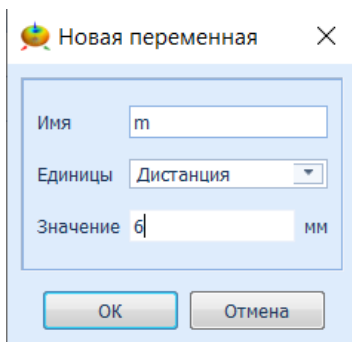 Новая переменная
Имя m
Единицы Дистанция
Значение 6 мм
ОК Отмена